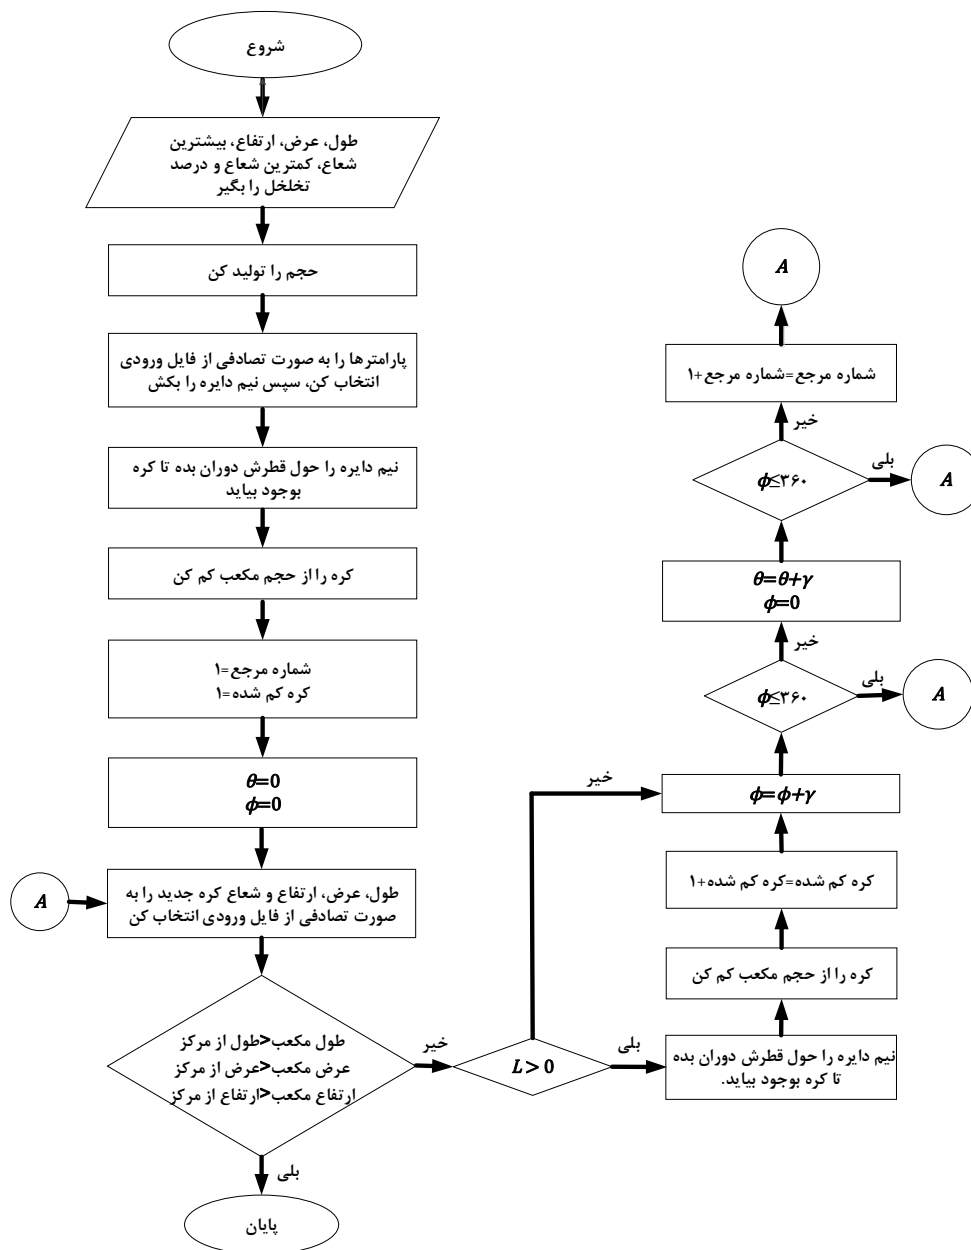 شروع
طول، عرض، ارتفاع، بیشترین
شعاع، کمترین شعاع و درصد
تخلخل را بگیر
حجم را تولید کن
پارامترها را به صورت تصادفی از فایل ورودی
انتخاب کن، سپس نیم دایره را بکش
نیم دایره را حول قطرش دوران بده تا کره
بوجود بیاید
کره را از حجم مکعب کم کن
شماره مرجع=۱
کره کم شده=۱
θ=0
ϕ=0
A
طول، عرض، ارتفاع و شعاع کره جدید را به
صورت تصادفی از فایل ورودی انتخاب کن
طول مکعب<طول از مرکز
عرض مکعب<عرض از مرکز
ارتفاع مکعب<ارتفاع از مرکز
بلی
پایان
خیر
L > 0
بلی
خیر
نیم دایره را حول قطرش دوران بده
تا کره بوجود بیاید.
کره را از حجم مکعب کم کن
کره کم شده=کره کم شده+۱
ϕ=ϕ+γ
ϕ≤۳۶۰
بلی
A
خیر
θ=θ+γ
ϕ=0
ϕ≤۳۶۰
بلی
A
خیر
شماره مرجع=شماره مرجع+۱
A